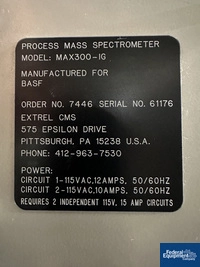 PROCESS MASS SPECTROMETER
MODEL: MAX300-IG
MANUFACTURED FOR
BASF
ORDER NO. 7446 SERIAL NO. 61176
EXTREL CMS
575 EPSILON DRIVE
PITTSBURGH, PA 15238 U.S.A.
PHONE: 412-963-7530
POWER:
CIRCUIT 1-115VAC,12AMPS, 50/60HZ
CIRCUIT 2-115VAC,10AMPS, 50/60HZ
REQUIRES 2 INDEPENDENT 115V, 15 AMP CIRCUITS
Federal Equipment